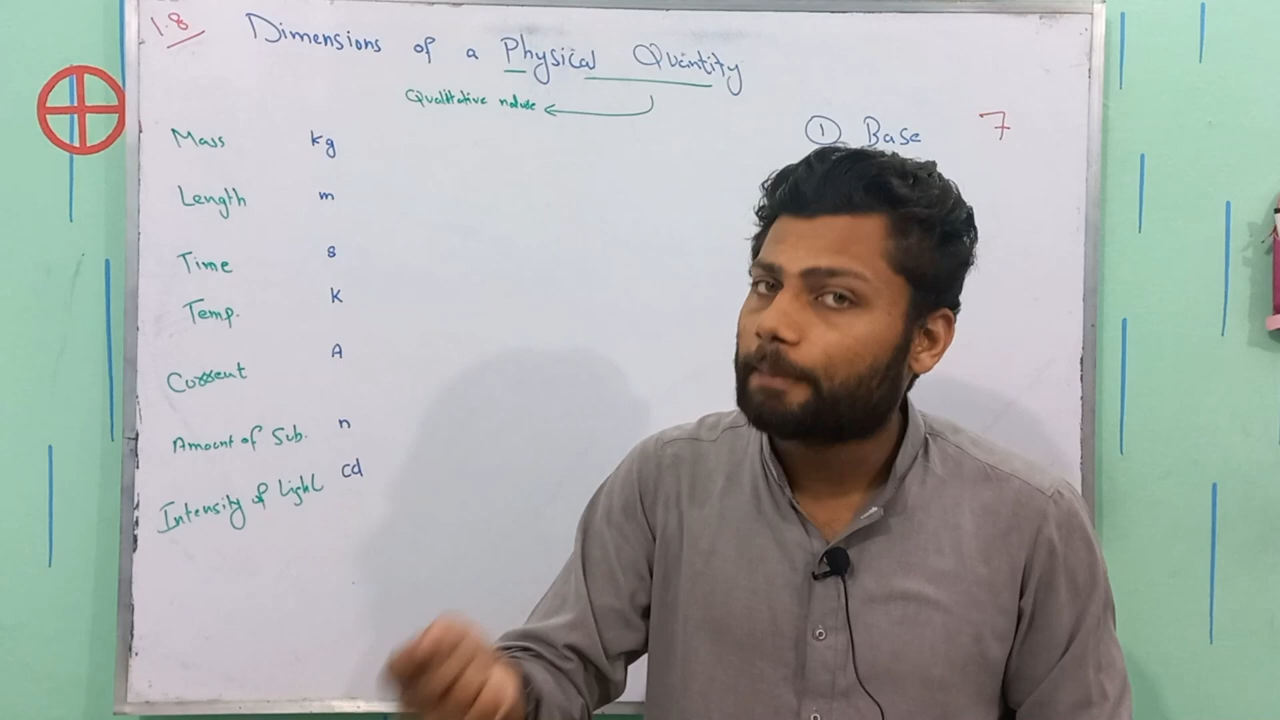 1.8
Dimensions of a Physical Quantity
Qualitative nature
① Base 7
Mass kg
Length m
Time s
Temp. K
Current A
Amount of Sub. n
Intensity of Light cd